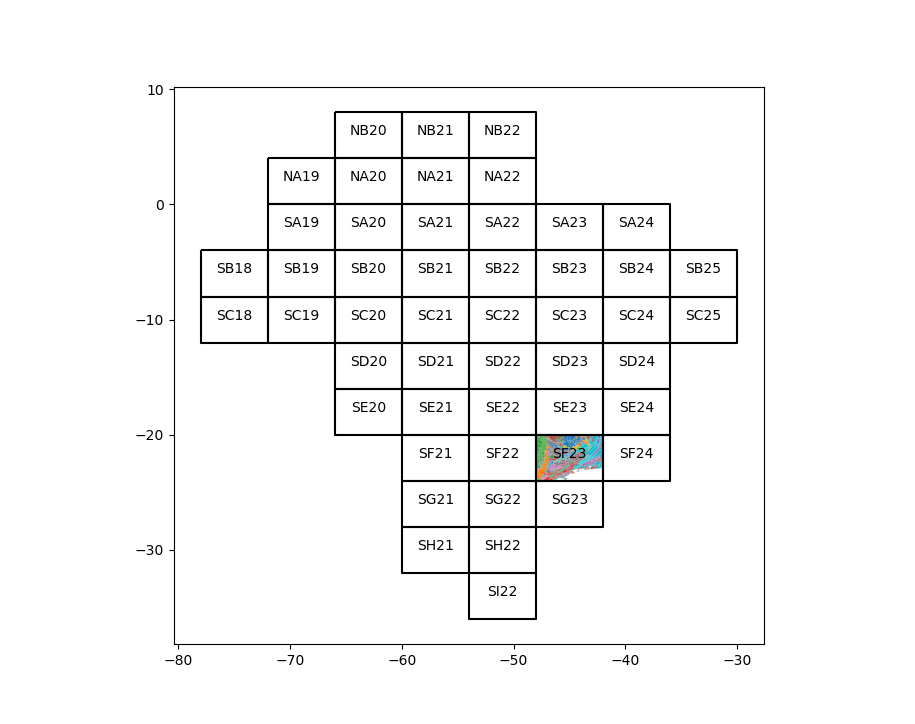 10
NB20 NB21 NB22
NA19 NA20 NA21 NA22
0
SA19 SA20 SA21 SA22 SA23 SA24
SB18 SB19 SB20 SB21 SB22 SB23 SB24 SB25
−10
SC18 SC19 SC20 SC21 SC22 SC23 SC24 SC25
SD20 SD21 SD22 SD23 SD24
SE20 SE21 SE22 SE23 SE24
−20
SF21 SF22 SF23 SF24
SG21 SG22 SG23
SH21 SH22
−30
SI22
−80 −70 −60 −50 −40 −30